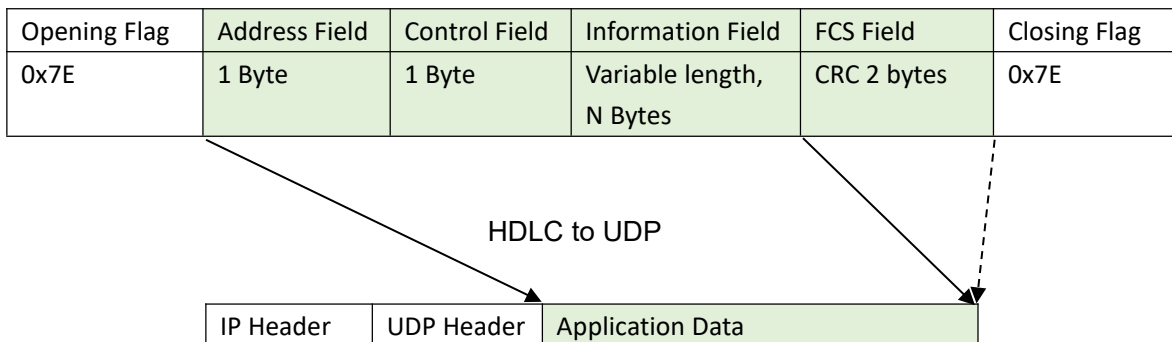 Opening Flag Address Field Control Field Information Field FCS Field Closing Flag
0x7E 1 Byte 1 Byte Variable length, CRC 2 bytes 0x7E
N Bytes
HDLC to UDP
IP Header UDP Header Application Data